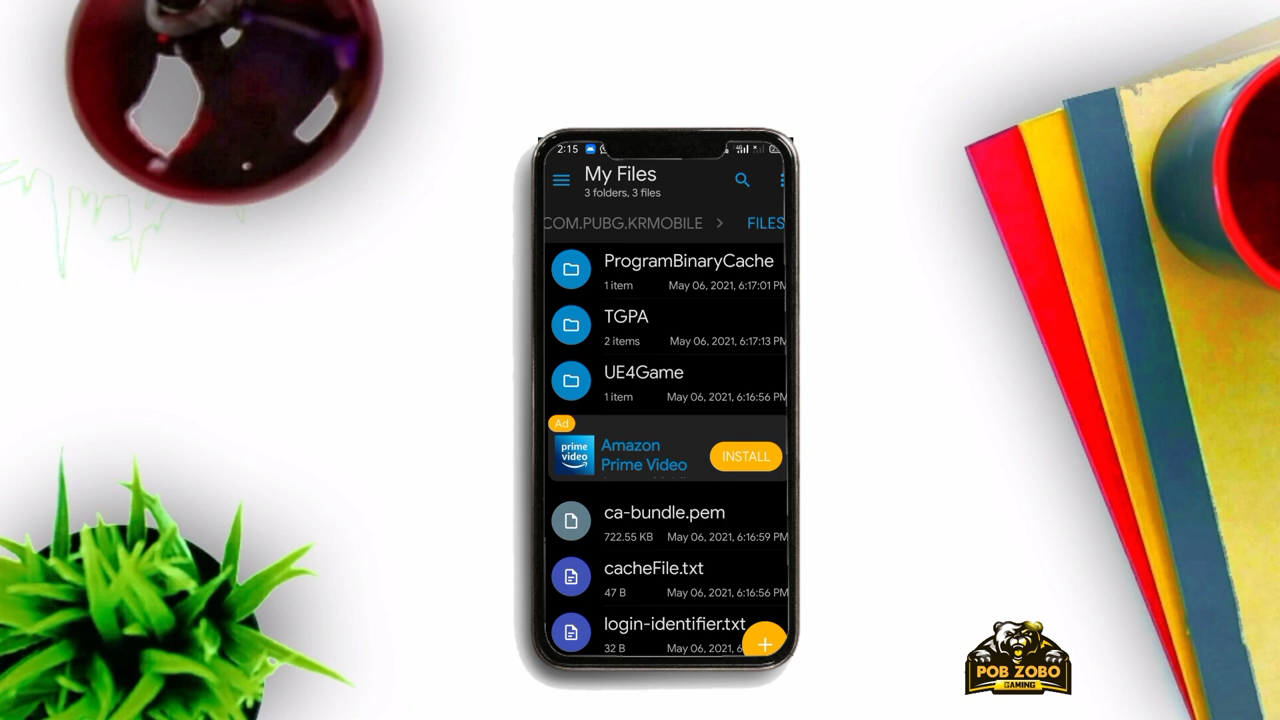 2:15
My Files
3 folders, 3 files
COM.PUBG.KRMOBILE > FILES
ProgramBinaryCache
1 item May 06, 2021, 6:17:01 PM
TGPA
2 items May 06, 2021, 6:17:13 PM
UE4Game
1 item May 06, 2021, 6:16:56 PM
Ad
prime video
Amazon
Prime Video
INSTALL
ca-bundle.pem
722.55 KB May 06, 2021, 6:16:59 PM
cacheFile.txt
47 B May 06, 2021, 6:16:56 PM
login-identifier.txt
32 B May 06, 2021, 6
POB ZOBO
GAMING